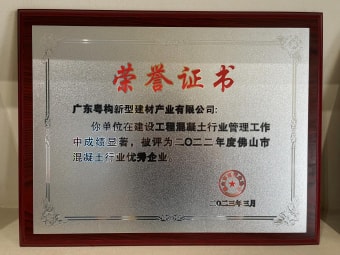 荣誉证书
广东粤构新型建材产业有限公司:
你单位在建设工程混凝土行业管理工作
中成绩显著，被评为二〇二二年度佛山市
混凝土行业优秀企业。
二〇二三年三月